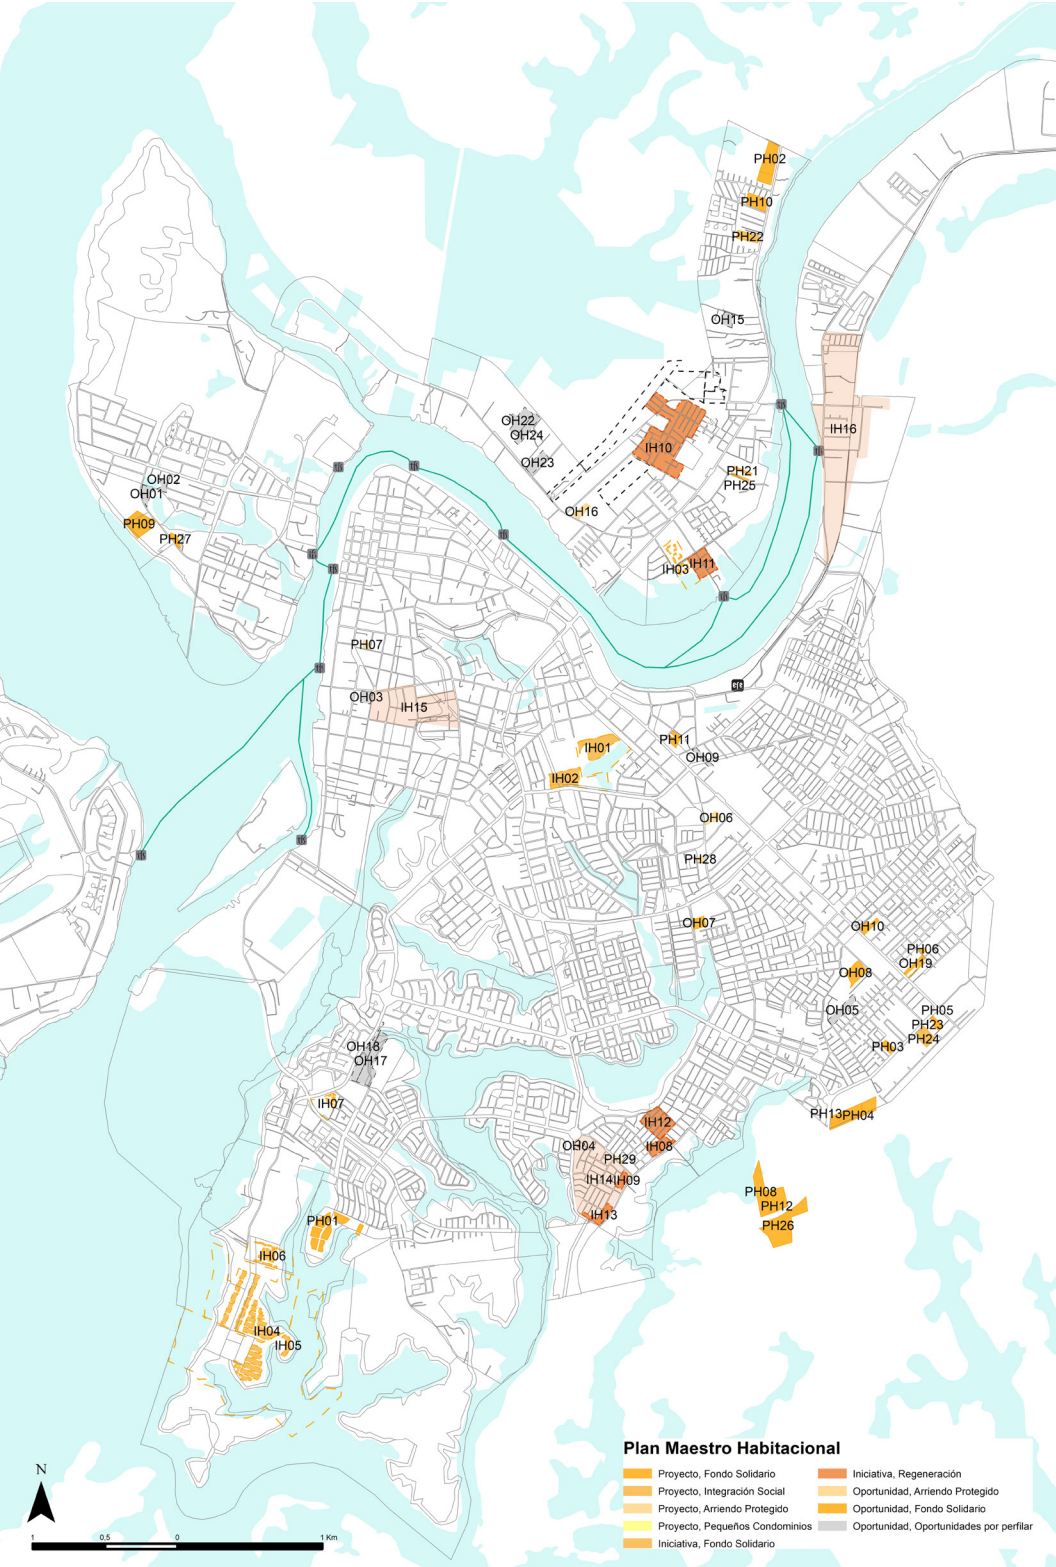 PH02
PH10
PH22
OH15
OH22
OH24
OH23
IH10
IH16
PH21
PH25
OH02
OH01
PH09
PH27
OH16
IH03
IH11
PH07
OH03
IH15
efe
IH01
PH11
IH02
OH09
OH06
PH28
OH07
OH10
PH06
OH19
OH08
OH05
PH05
PH23
PH24
PH03
OH18
OH17
IH07
PH13
PH04
IH12
OH04
IH08
PH29
IH14
IH09
IH13
PH08
PH12
PH26
PH01
IH06
IH04
IH05
Plan Maestro Habitacional
Proyecto, Fondo Solidario
Proyecto, Integración Social
Proyecto, Arriendo Protegido
Proyecto, Pequeños Condominios
Iniciativa, Fondo Solidario
Iniciativa, Regeneración
Oportunidad, Arriendo Protegido
Oportunidad, Fondo Solidario
Oportunidad, Oportunidades por perfilar
N
1 0,5 0 1 Km